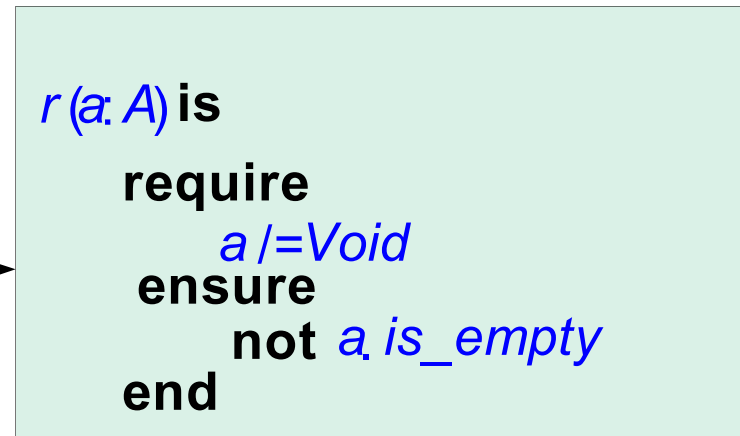 r (a: A) is
require
a /= Void
ensure
not a. is_empty
end